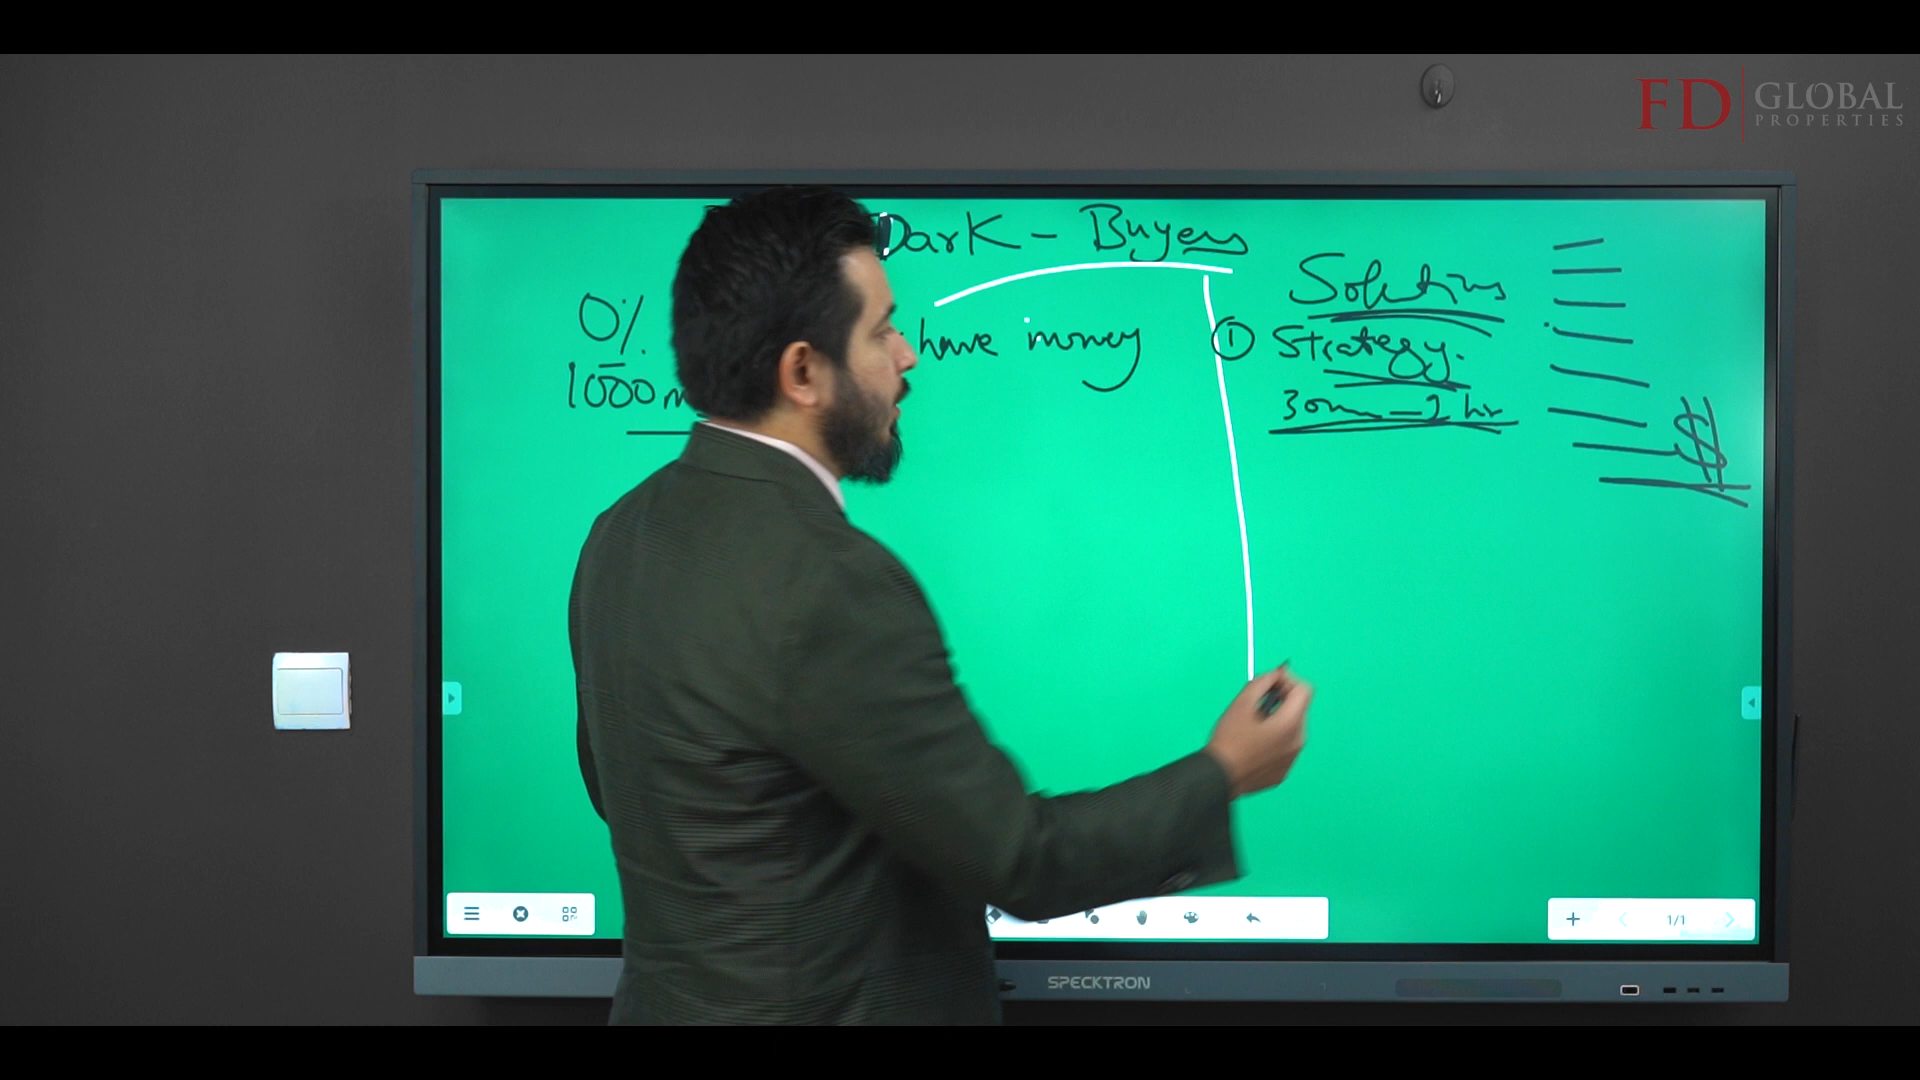 FD GLOBAL
PROPERTIES
Dark - Buyers
0%
1000
have money
Solutions
① Strategy.
30m - 2 hr
$
1/1
SPECKTRON